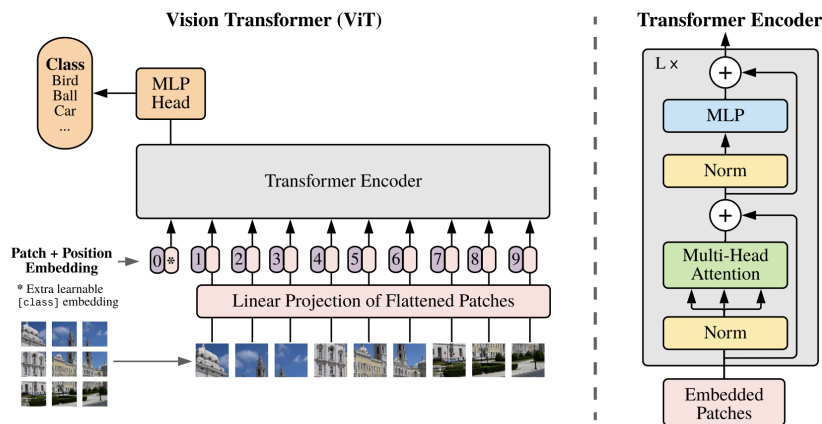 Vision Transformer (ViT)
Class
Bird
Ball
Car
...
MLP
Head
Transformer Encoder
Patch + Position
Embedding
0 * 1 2 3 4 5 6 7 8 9
* Extra learnable
[class] embedding
Linear Projection of Flattened Patches
Transformer Encoder
L ×
+
MLP
Norm
+
Multi-Head
Attention
Norm
Embedded
Patches